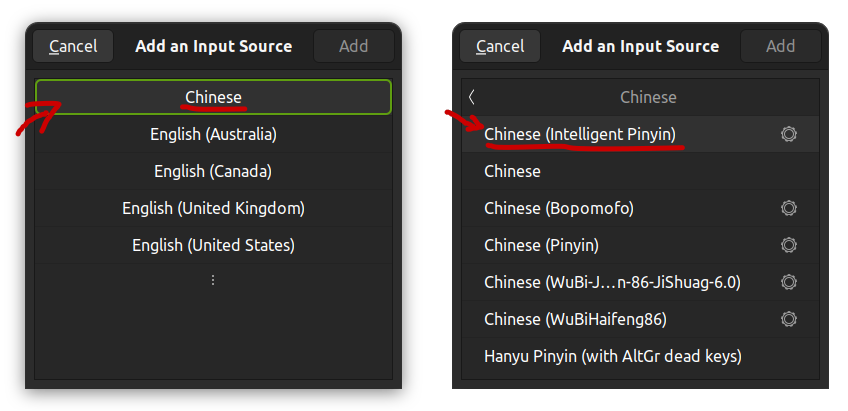 Cancel Add an Input Source Add
Chinese
English (Australia)
English (Canada)
English (United Kingdom)
English (United States)
Cancel Add an Input Source Add
Chinese
Chinese (Intelligent Pinyin)
Chinese
Chinese (Bopomofo)
Chinese (Pinyin)
Chinese (WuBi-J…n-86-JiShuag-6.0)
Chinese (WuBiHaifeng86)
Hanyu Pinyin (with AltGr dead keys)